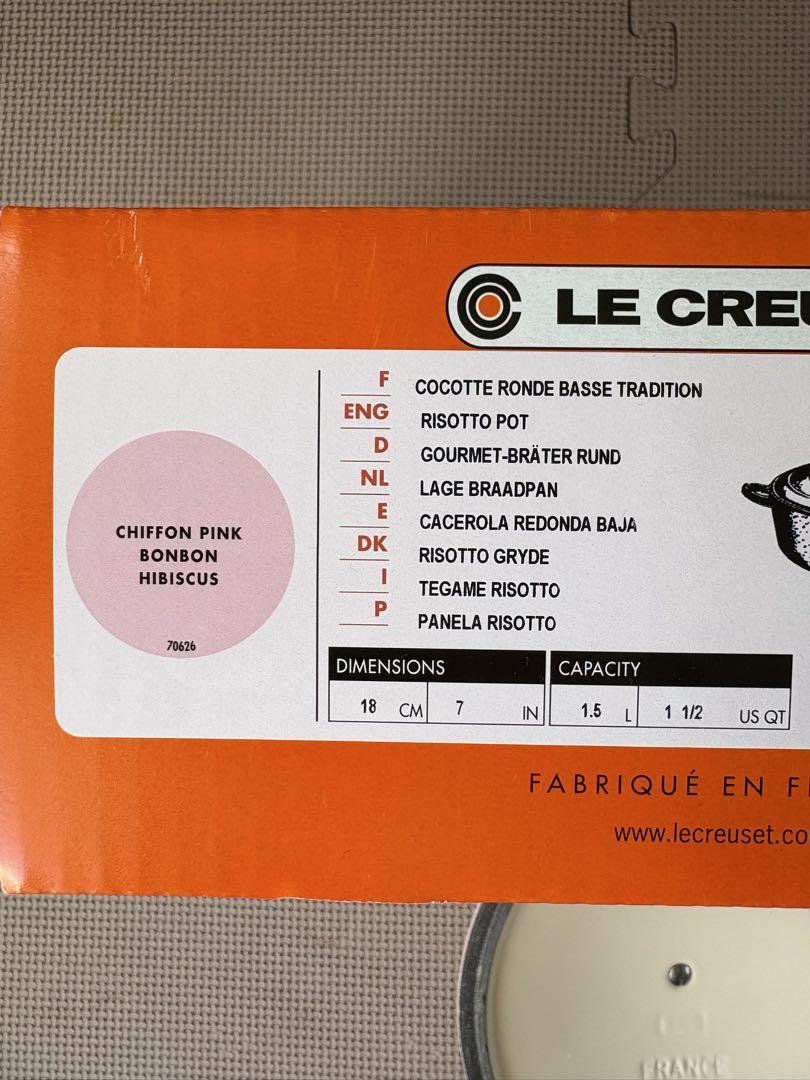 LE CREU
F COCOTTE RONDE BASSE TRADITION
ENG RISOTTO POT
D GOURMET-BRÄTER RUND
NL LAGE BRAADPAN
E CACEROLA REDONDA BAJA
DK RISOTTO GRYDE
I TEGAME RISOTTO
P PANELA RISOTTO
CHIFFON PINK
BONBON
HIBISCUS
70626
DIMENSIONS CAPACITY
18 CM 7 IN 1.5 L 1 1/2 US QT
FABRIQUÉ EN F
www.lecreuset.co
FRANCE